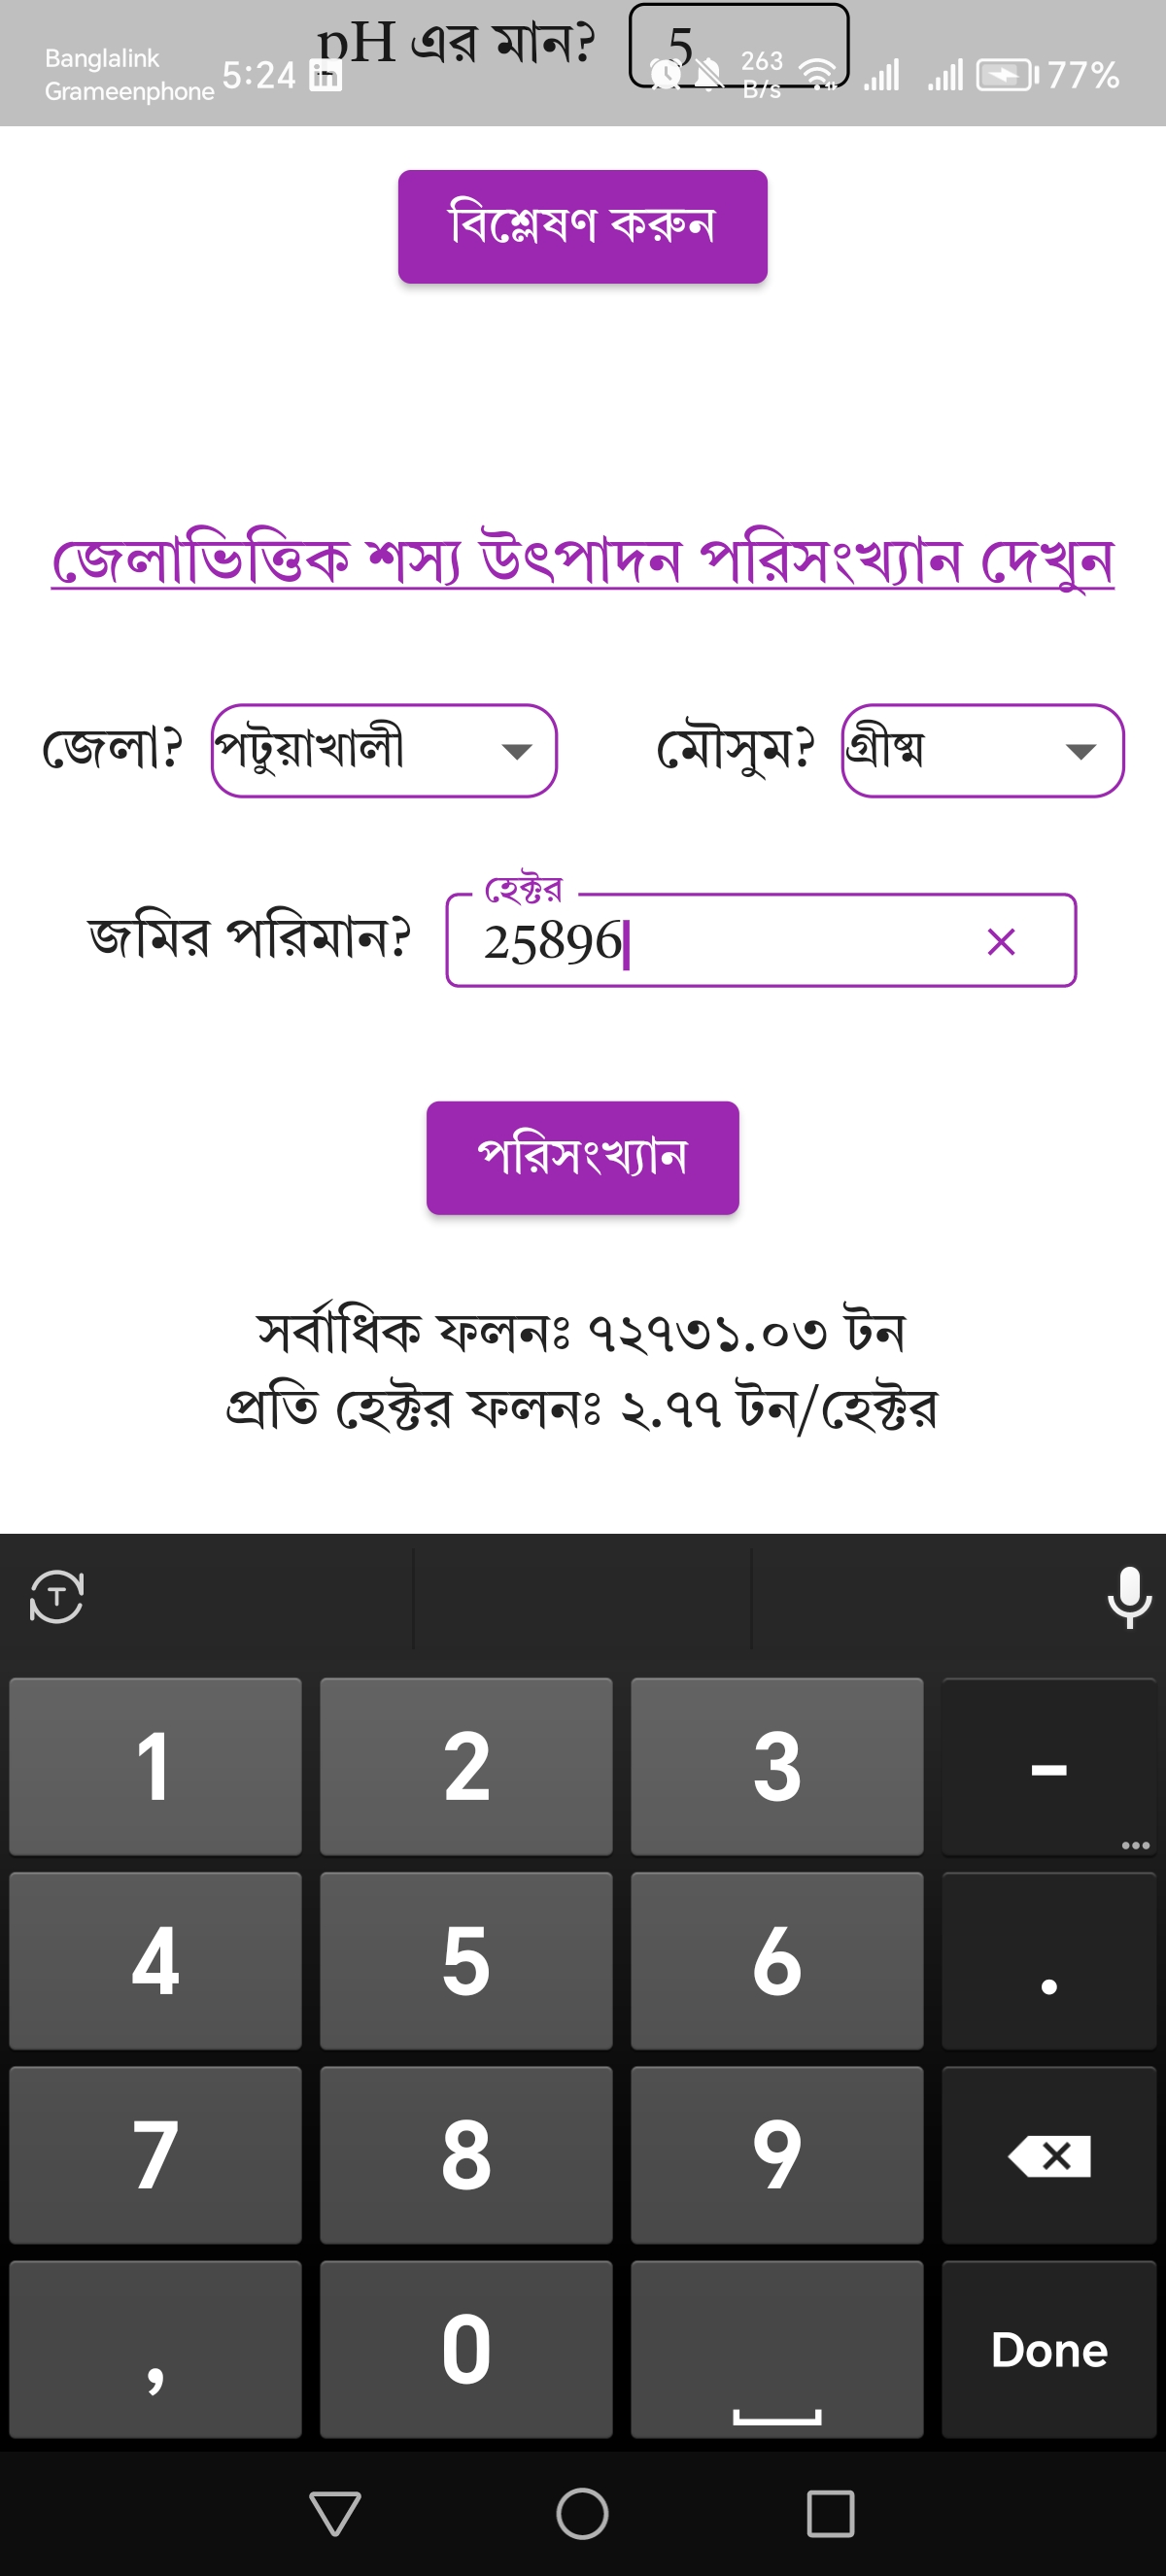 pH এর মান? 5
Banglalink
Grameenphone 5:24 in 263 B/s 77%
বিশ্লেষণ করুন
জেলাভিত্তিক শস্য উৎপাদন পরিসংখ্যান দেখুন
জেলা? পটুয়াখালী মৌসুম? গ্রীষ্ম
হেক্টর
জমির পরিমান? 25896
পরিসংখ্যান
সর্বাধিক ফলনঃ ৭২৭৩১.০৩ টন
প্রতি হেক্টর ফলনঃ ২.৭৭ টন/হেক্টর
T
1 2 3 -
4 5 6 .
7 8 9
, 0 Done